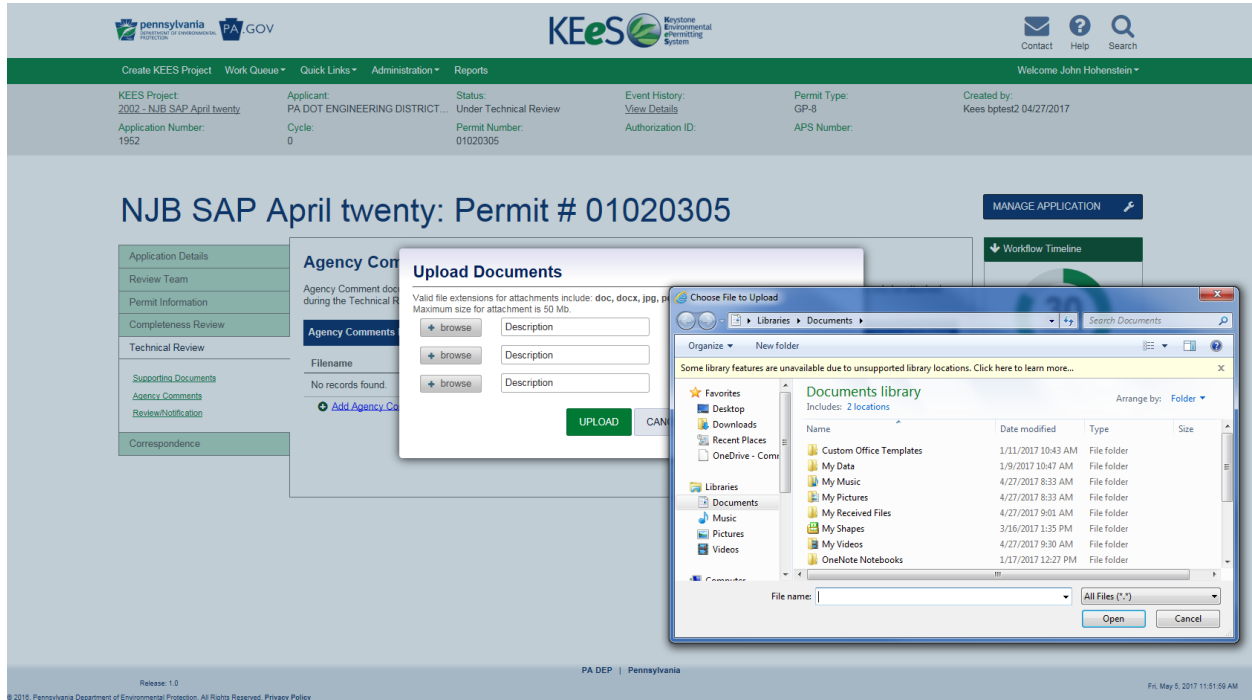 pennsylvania
DEPARTMENT OF ENVIRONMENTAL
PROTECTION
PA.GOV
KEeS
Keystone
Environmental
ePermitting
System
Contact Help Search
Create KEES Project Work Queue Quick Links Administration Reports Welcome John Hohenstein
KEES Project: Applicant: Status: Event History: Permit Type: Created by:
2002 - NJB SAP April twenty PA DOT ENGINEERING DISTRICT... Under Technical Review View Details GP-8 Kees bptest2 04/27/2017
Application Number: Cycle: Permit Number: Authorization ID: APS Number:
1952 0 01020305
NJB SAP April twenty: Permit # 01020305
MANAGE APPLICATION
Application Details
Review Team
Permit Information
Completeness Review
Technical Review
Supporting Documents
Agency Comments
Review/Notification
Correspondence
Agency Com
Agency Comment doc
during the Technical R
Agency Comments
Filename
No records found.
Add Agency Co
Workflow Timeline
30
Upload Documents
Valid file extensions for attachments include: doc, docx, jpg, p
Maximum size for attachment is 50 Mb.
+ browse Description
+ browse Description
+ browse Description
UPLOAD CAN
Choose File to Upload
x
Libraries Documents Search Documents
Organize New folder
Some library features are unavailable due to unsupported library locations. Click here to learn more... x
Favorites
Desktop
Downloads
Recent Places
OneDrive - Comm
Libraries
Documents
Music
Pictures
Videos
Computer
Documents library
Includes: 2 locations
Arrange by: Folder
Name Date modified Type Size
Custom Office Templates 1/11/2017 10:43 AM File folder
My Data 1/9/2017 10:47 AM File folder
My Music 4/27/2017 8:33 AM File folder
My Pictures 4/27/2017 8:33 AM File folder
My Received Files 4/27/2017 9:01 AM File folder
My Shapes 3/16/2017 1:35 PM File folder
My Videos 4/27/2017 9:30 AM File folder
OneNote Notebooks 1/17/2017 12:27 PM File folder
File name: All Files (*.*)
Open Cancel
PA DEP | Pennsylvania
Release: 1.0
© 2016. Pennsylvania Department of Environmental Protection. All Rights Reserved. Privacy Policy
Fri, May 5, 2017 11:51:59 AM